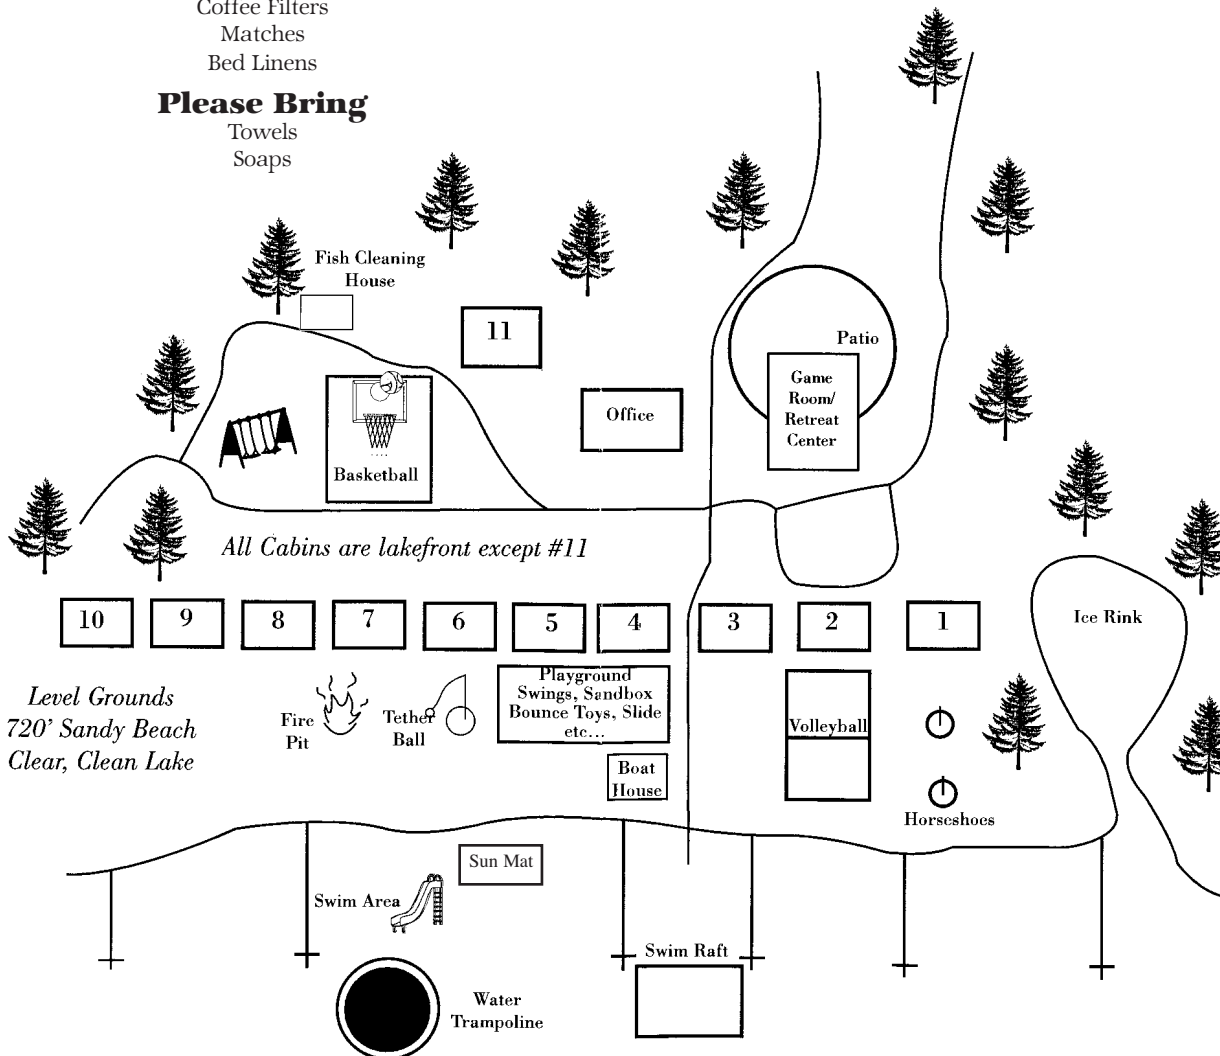 Coffee Filters
Matches
Bed Linens
Please Bring
Towels
Soaps
Fish Cleaning
House
11
Patio
Game
Room/
Retreat
Center
Office
Basketball
All Cabins are lakefront except #11
10
9
8
7
6
5
4
3
2
1
Ice Rink
Level Grounds
720’ Sandy Beach
Clear, Clean Lake
Fire
Pit
Tether
Ball
Playground
Swings, Sandbox
Bounce Toys, Slide
etc...
Volleyball
Boat
House
Horseshoes
Sun Mat
Swim Area
Swim Raft
Water
Trampoline